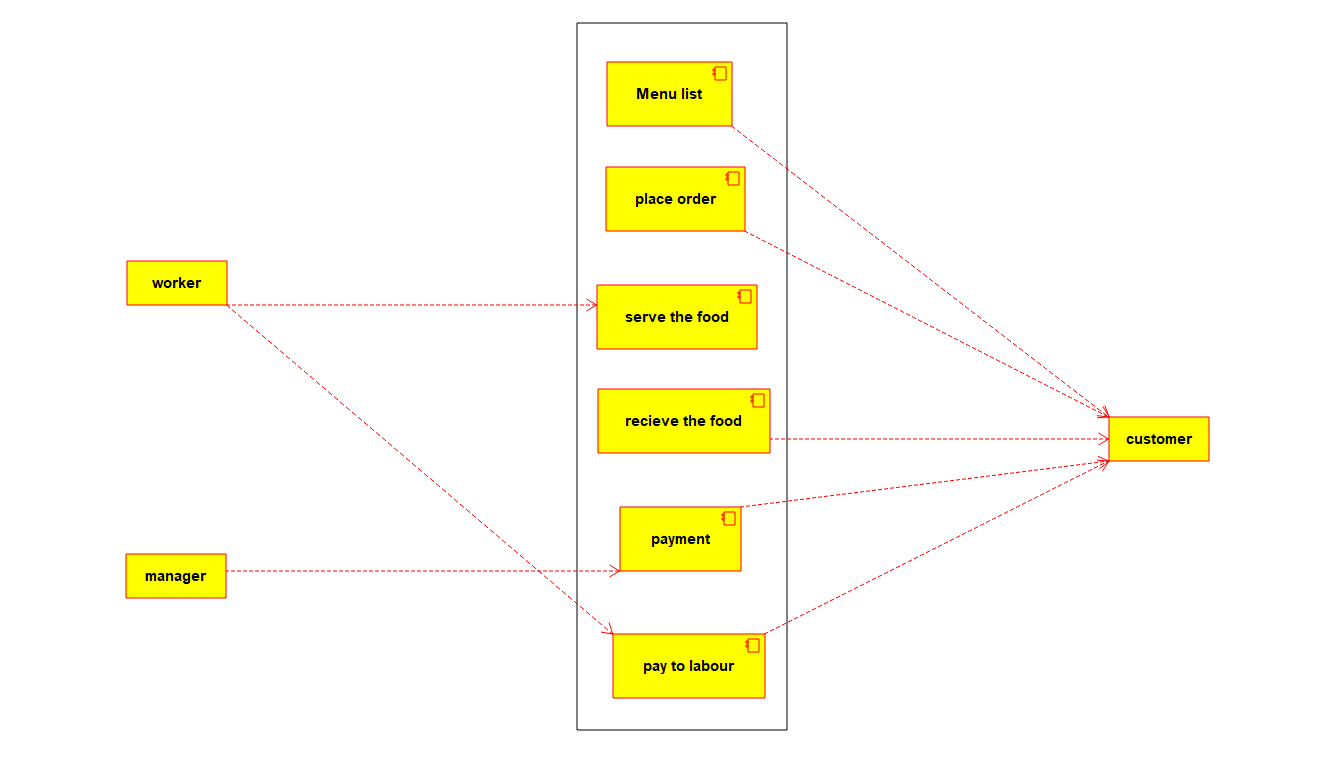 Menu list
place order
worker
serve the food
recieve the food
customer
payment
manager
pay to labour